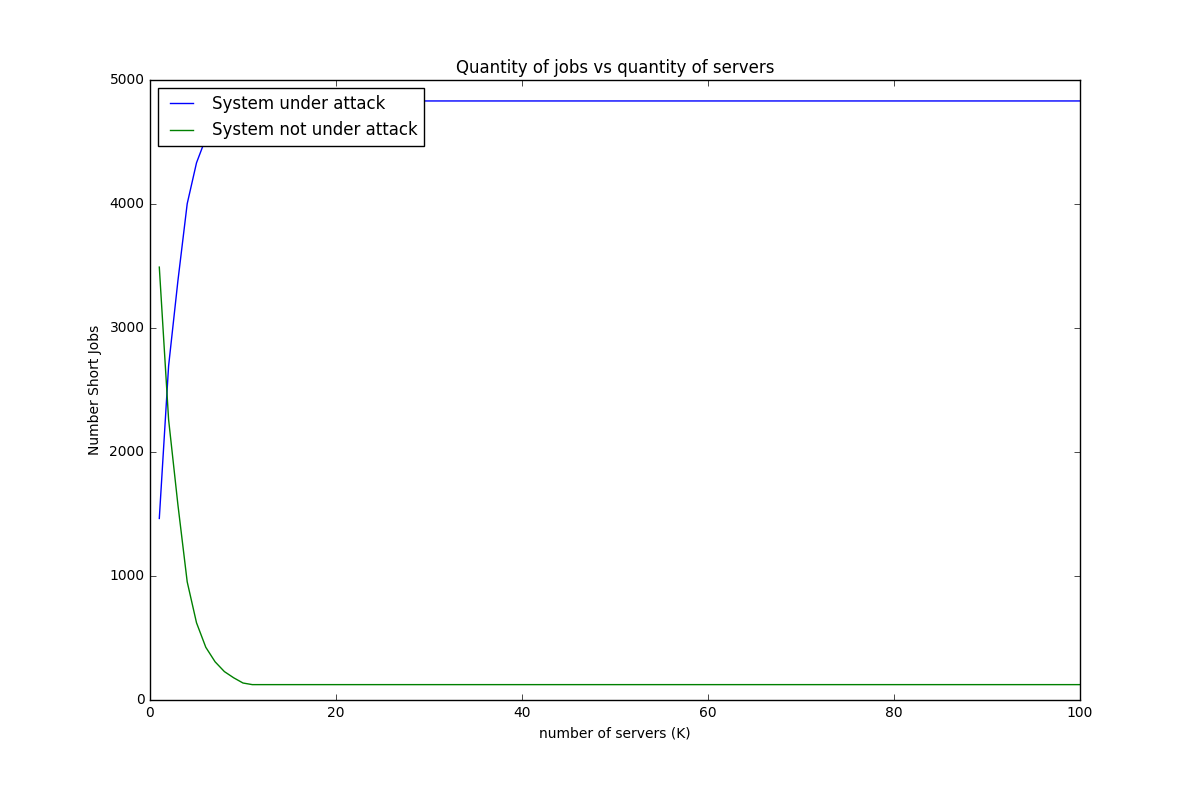 Quantity of jobs vs quantity of servers
System under attack
System not under attack
5000
4000
3000
2000
1000
0
Number Short Jobs
0 20 40 60 80 100
number of servers (K)